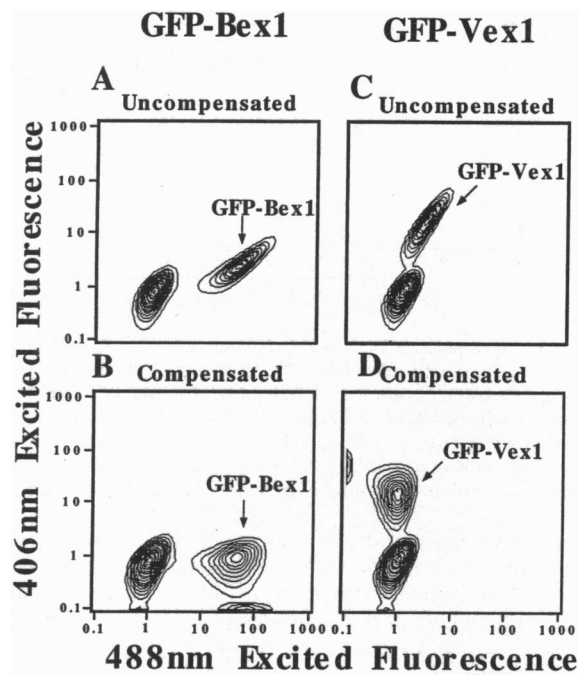 GFP-Bex1 GFP-Vex1
A Uncompensated
C Uncompensated
1000
100
10
1
0.1
GFP-Bex1
GFP-Vex1
B Compensated
D Compensated
1000
100
10
1
0.1
GFP-Bex1
GFP-Vex1
0.1 1 10 100 1000
0.1 1 10 100 1000
406nm Excited Fluorescence
488nm Excited Fluorescence